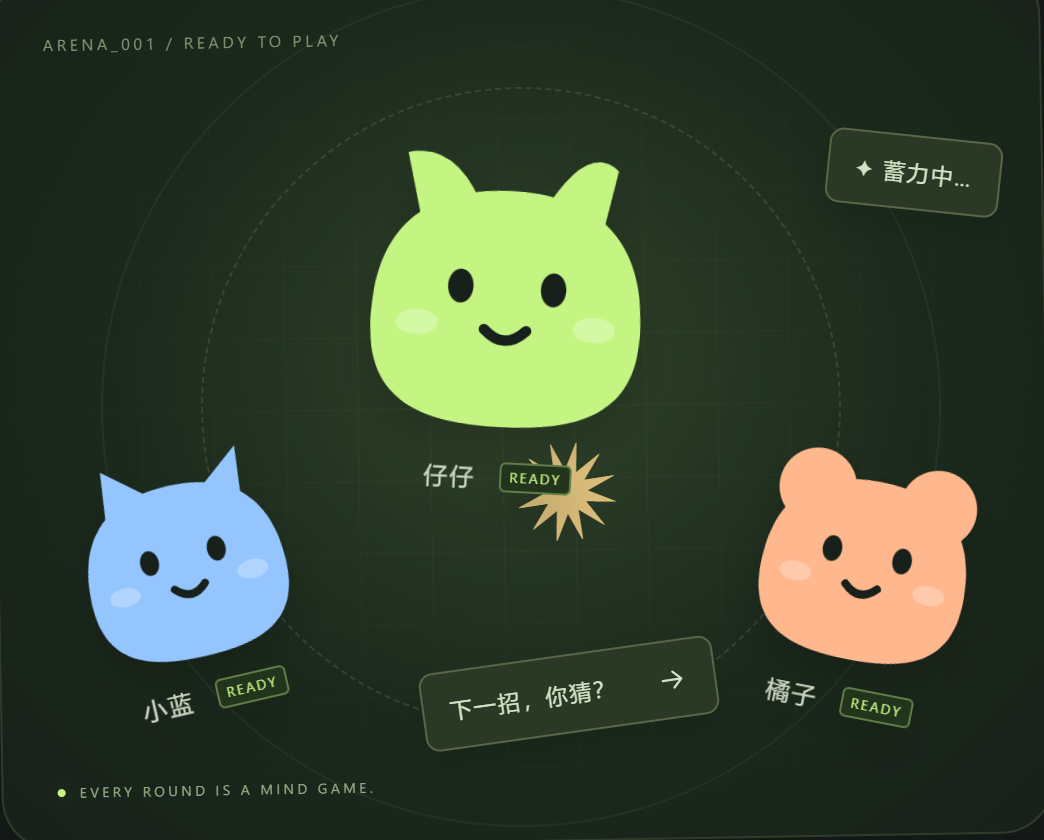 ARENA_001 / READY TO PLAY
✦ 蓄力中…
仔仔 READY
小蓝 READY
下一招，你猜? →
橘子 READY
EVERY ROUND IS A MIND GAME.